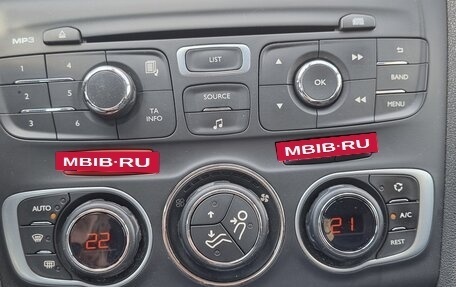 MP3
1 4
LIST
2 5
TA
INFO
SOURCE
OK
BAND
MENU
3 6
MBIB·RU
MBIB·RU
AUTO
22
21
A/C
REST